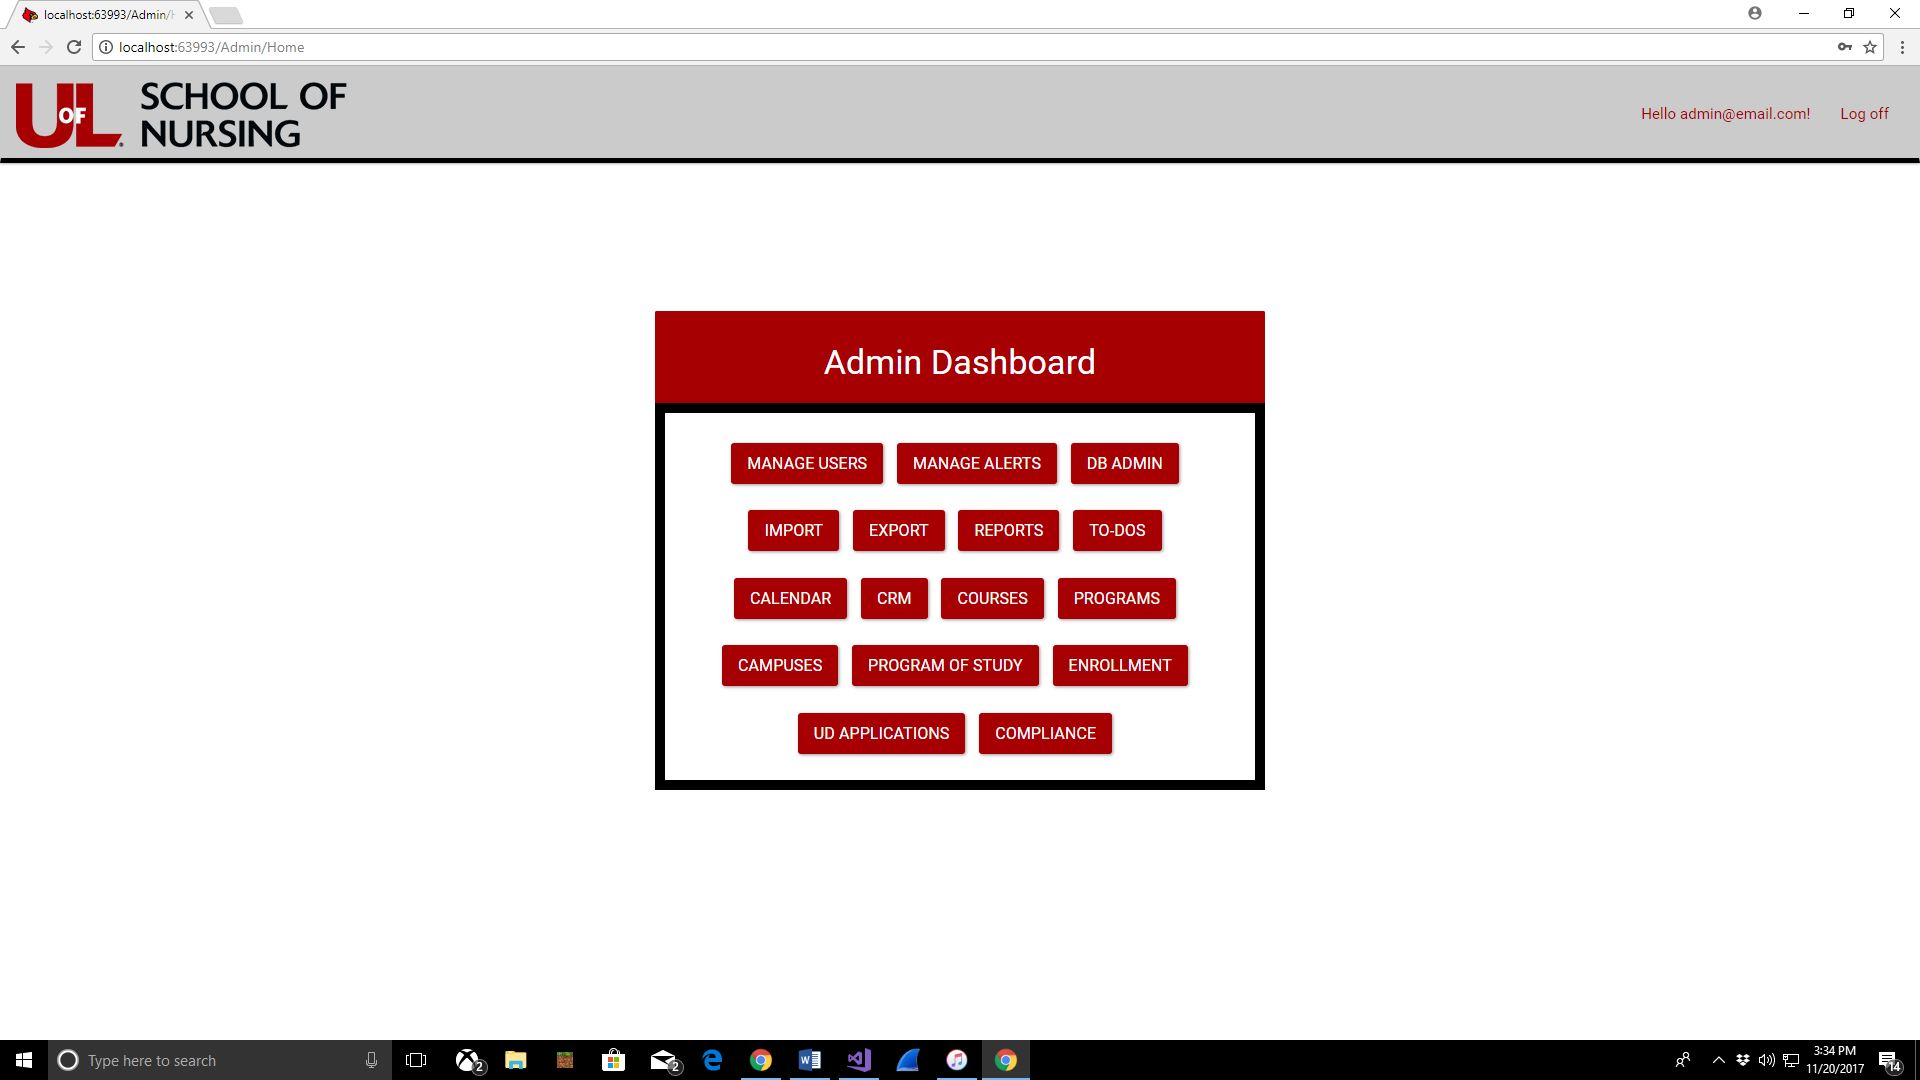 localhost:63993/Admin/H
localhost:63993/Admin/Home
UL OF
SCHOOL OF
NURSING
Hello admin@email.com!
Log off
Admin Dashboard
MANAGE USERS
MANAGE ALERTS
DB ADMIN
IMPORT
EXPORT
REPORTS
TO-DOS
CALENDAR
CRM
COURSES
PROGRAMS
CAMPUSES
PROGRAM OF STUDY
ENROLLMENT
UD APPLICATIONS
COMPLIANCE
Type here to search
2
2
3:34 PM
11/20/2017
14